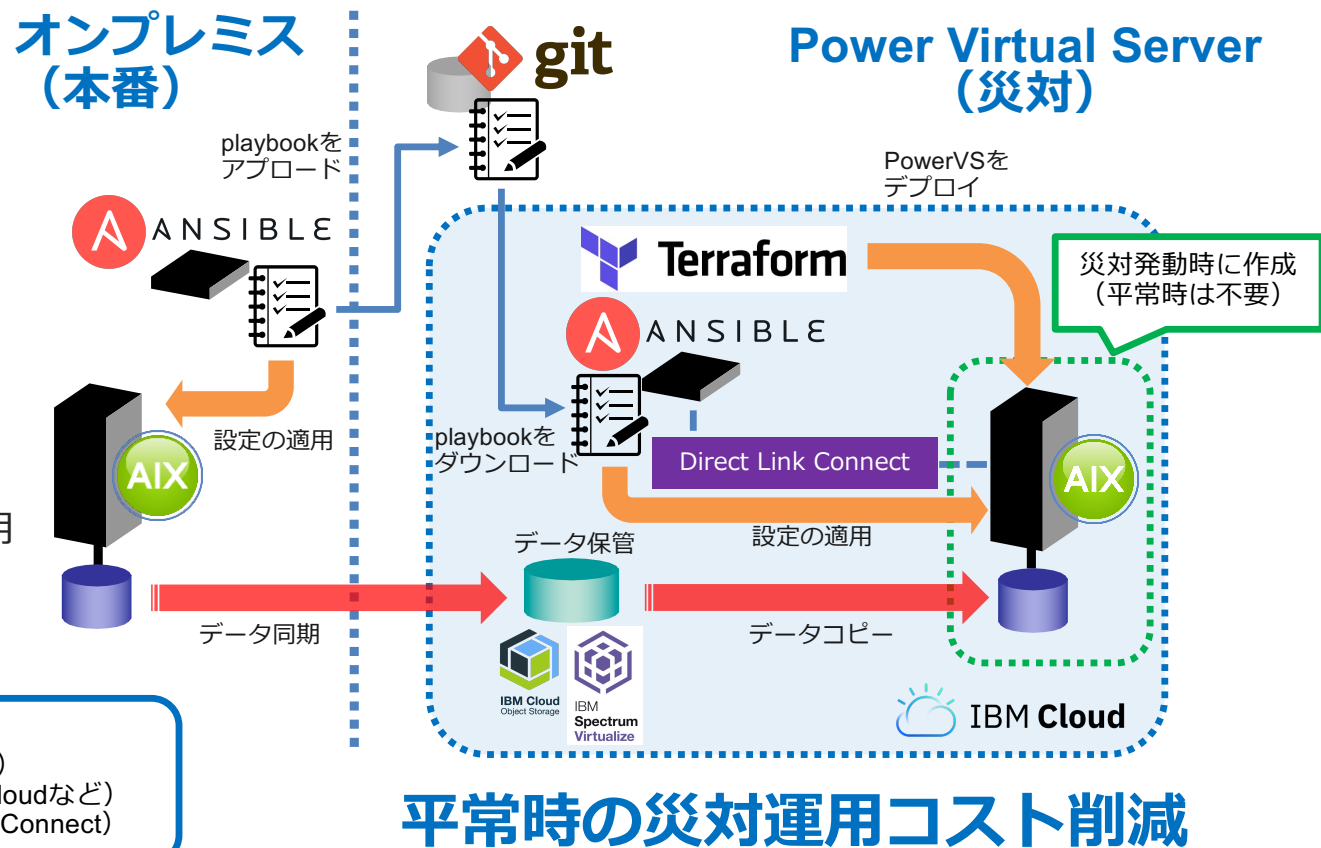 オンプレミス
（本番）
git
Power Virtual Server
（災対）
playbookを
アプロード
PowerVSを
デプロイ
ANSIBLE
Terraform
災対発動時に作成
（平常時は不要）
ANSIBLE
設定の適用
AIX
playbookを
ダウンロード
Direct Link Connect
AIX
用
データ保管
設定の適用
データ同期
データコピー
IBM Cloud
Object Storage
IBM
Spectrum
Virtualize
IBM Cloud
）
loudなど）
Connect）
平常時の災対運用コスト削減